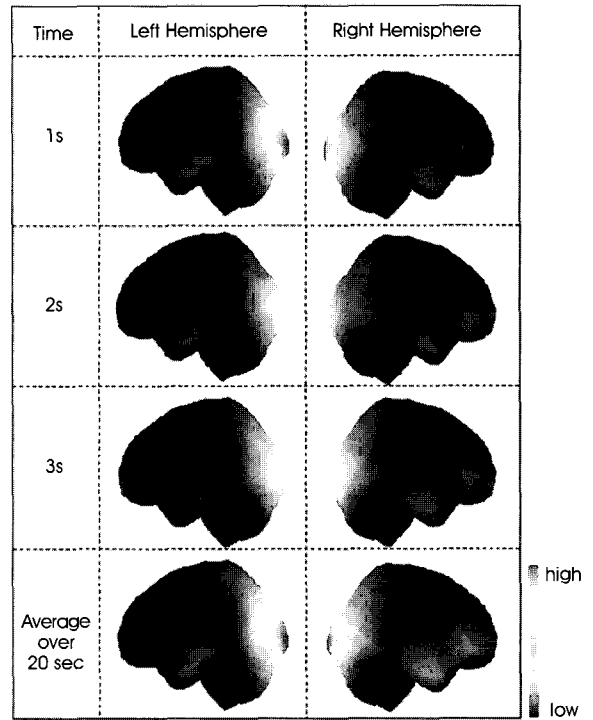 Time Left Hemisphere Right Hemisphere
1s
2s
3s
high
Average
over
20 sec
low